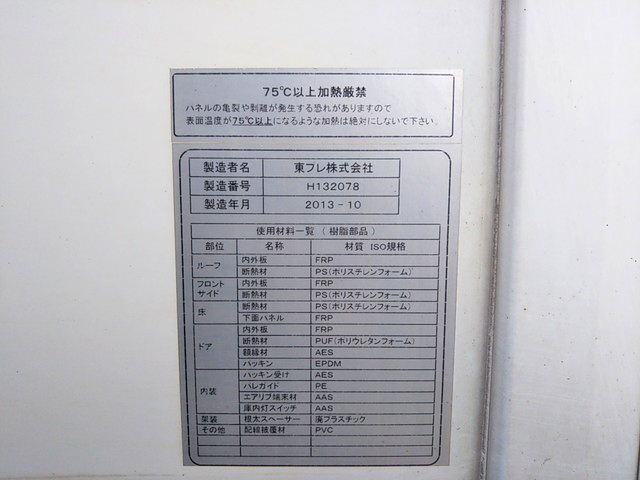 75℃以上加熱厳禁
パネルの亀裂や剥離が発生する恐れがありますので
表面温度が75℃以上になるような加熱は絶対にしないで下さい。
製造者名 東フレ株式会社
製造番号 H132078
製造年月 2013-10
使用材料一覧(樹脂部品)
部位 名称 材質 ISO規格
ルーフ 内外板 FRP
断熱材 PS(ポリスチレンフォーム)
フロント サイド 内外板 FRP
断熱材 PS(ポリスチレンフォーム)
床 断熱材 PS(ポリスチレンフォーム)
下面パネル FRP
ドア 内外板 FRP
断熱材 PUF(ポリウレタンフォーム)
額縁材 AES
パッキン EPDM
内装 パッキン受け AES
パレガイド PE
エアリブ端末材 AAS
庫内灯スイッチ AAS
架装 根太スペーサー 廃プラスチック
その他 配線被覆材 PVC